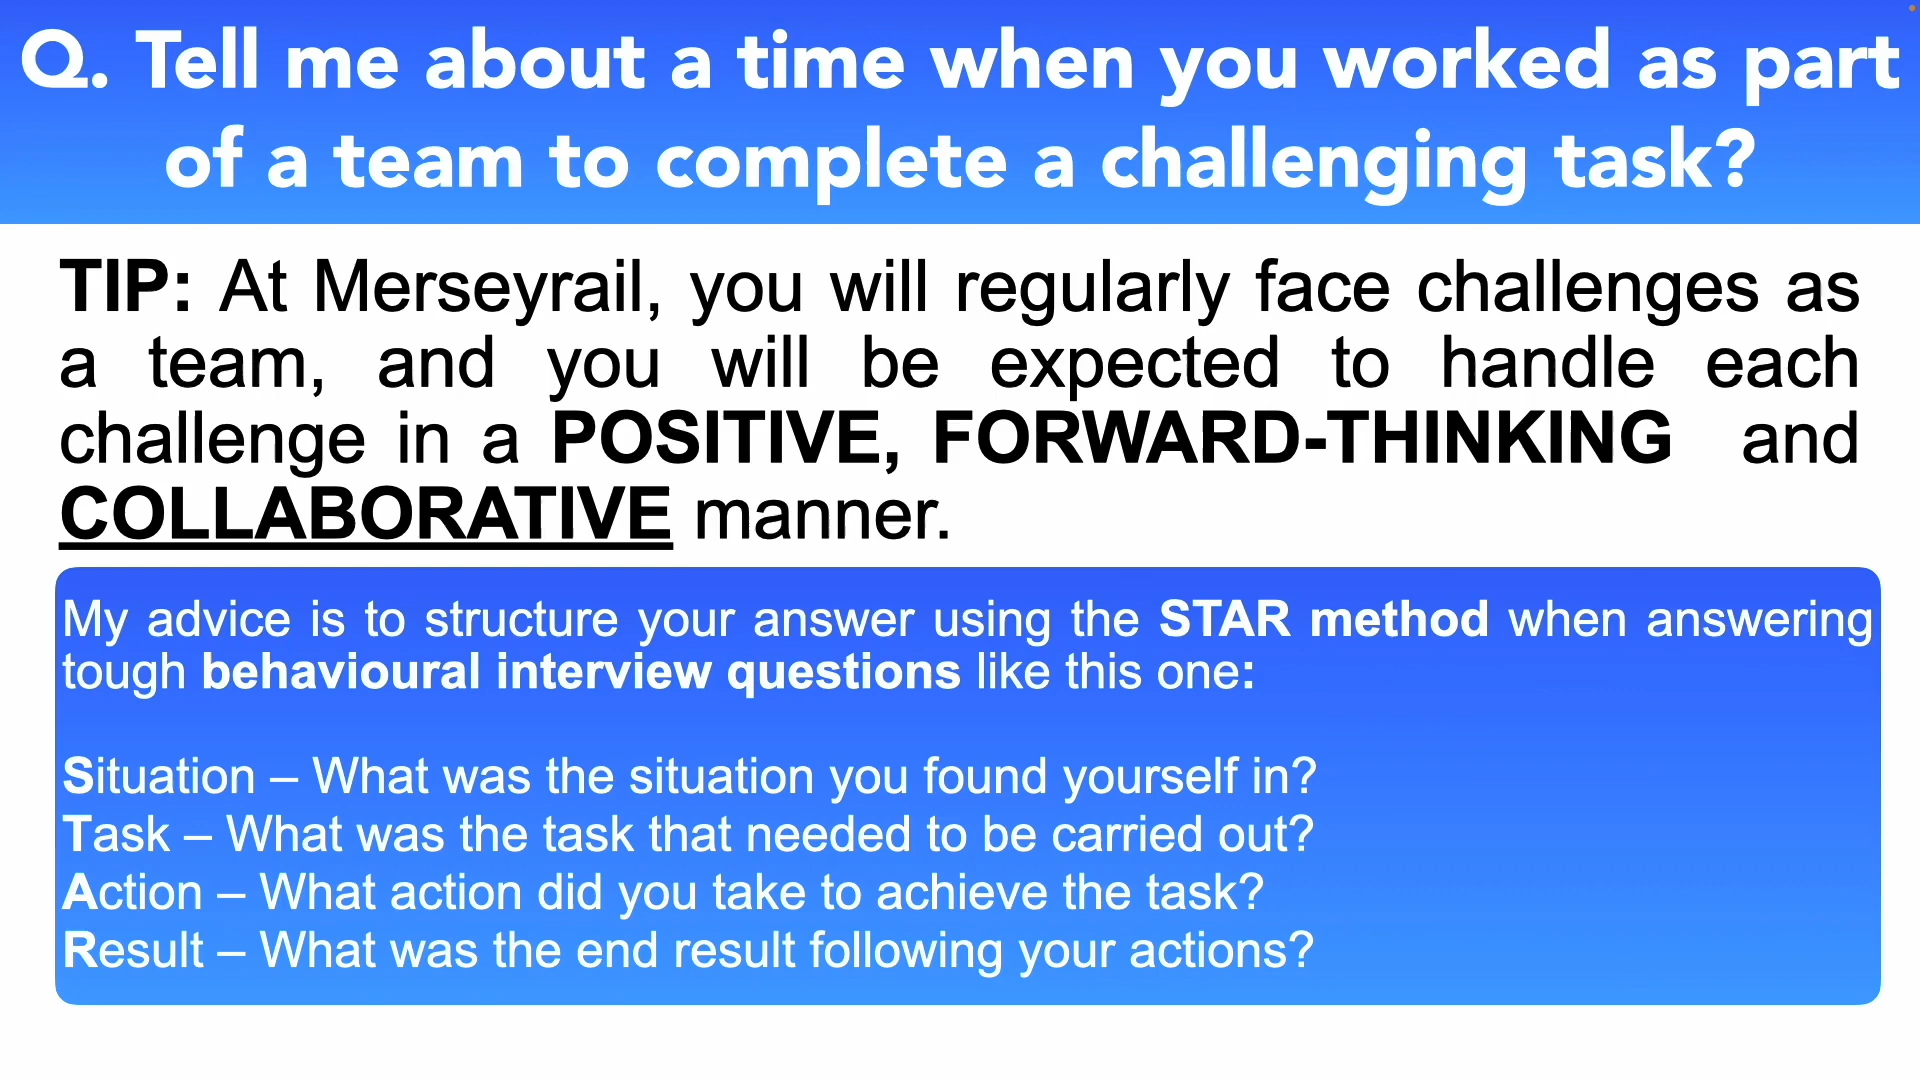 Q. Tell me about a time when you worked as part
of a team to complete a challenging task?
TIP: At Merseyrail, you will regularly face challenges as
a team, and you will be expected to handle each
challenge in a POSITIVE, FORWARD-THINKING and
COLLABORATIVE manner.
My advice is to structure your answer using the STAR method when answering
tough behavioural interview questions like this one:
Situation – What was the situation you found yourself in?
Task – What was the task that needed to be carried out?
Action – What action did you take to achieve the task?
Result – What was the end result following your actions?